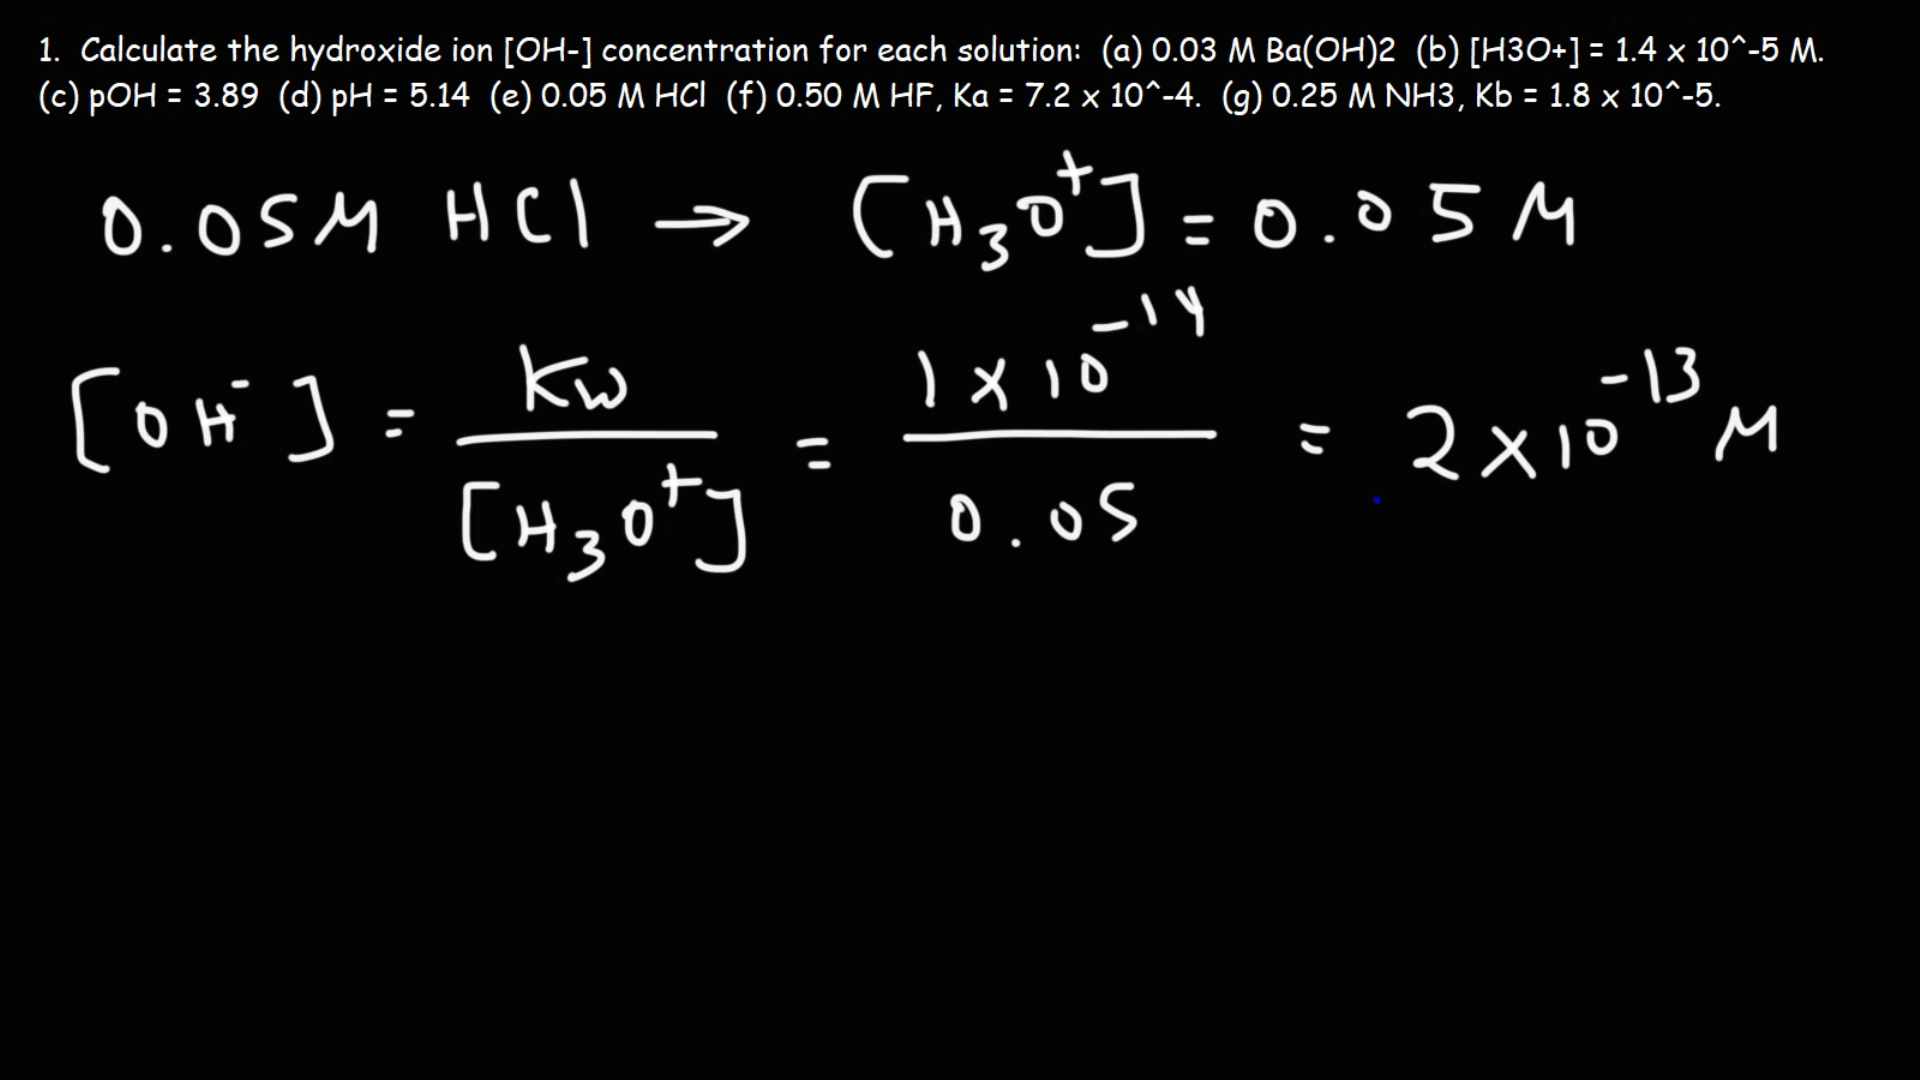 1. Calculate the hydroxide ion [OH-] concentration for each solution: (a) 0.03 M Ba(OH)2 (b) [H3O+] = 1.4 x 10^-5 M.
(c) pOH = 3.89 (d) pH = 5.14 (e) 0.05 M HCl (f) 0.50 M HF, Ka = 7.2 x 10^-4. (g) 0.25 M NH3, Kb = 1.8 x 10^-5.
0.05M HCl → [H₃O⁺] = 0.05 M
[OH⁻] = Kw / [H₃O⁺] = 1 x 10⁻¹⁴ / 0.05 = 2 x 10⁻¹³ M